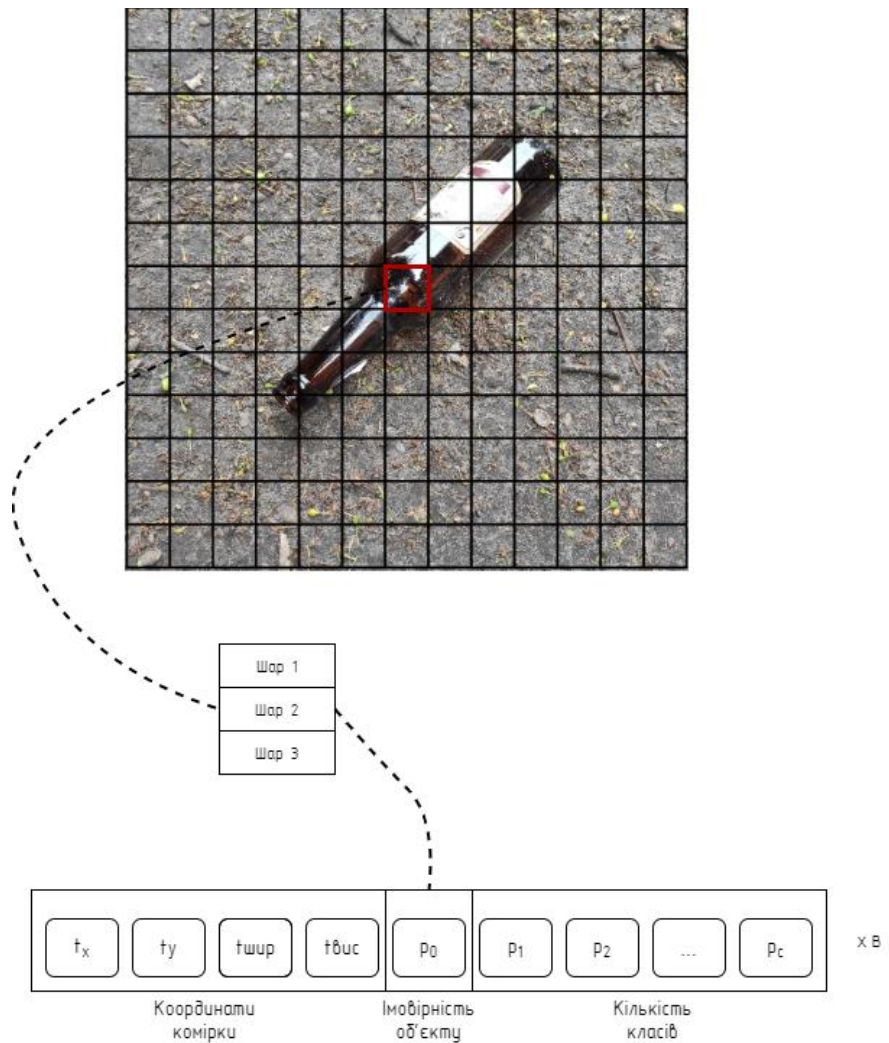 Шар 1
Шар 2
Шар 3
tx ty tшир tвис p0 p1 p2 ... pc x B
Координати комірки
Імовірність об'єкту
Кількість класів